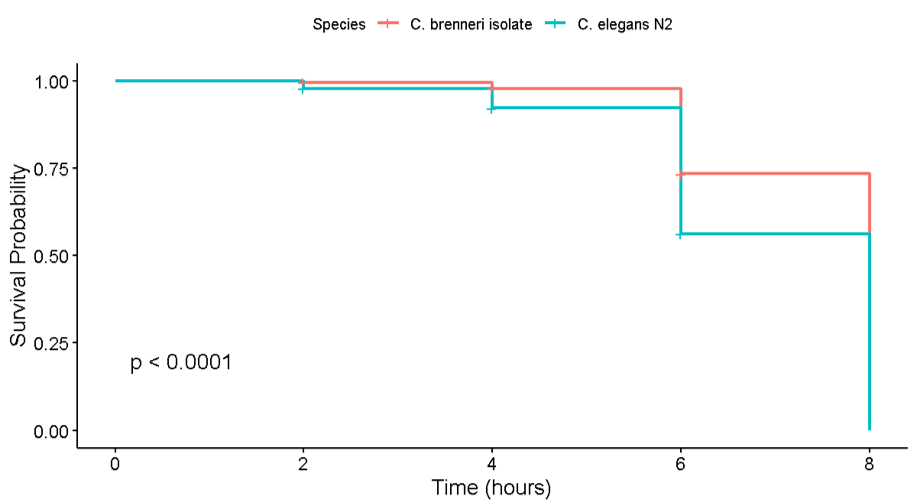 Species C. brenneri isolate C. elegans N2
1.00
0.75
0.50
0.25
0.00
Survival Probability
p < 0.0001
0 2 4 6 8
Time (hours)